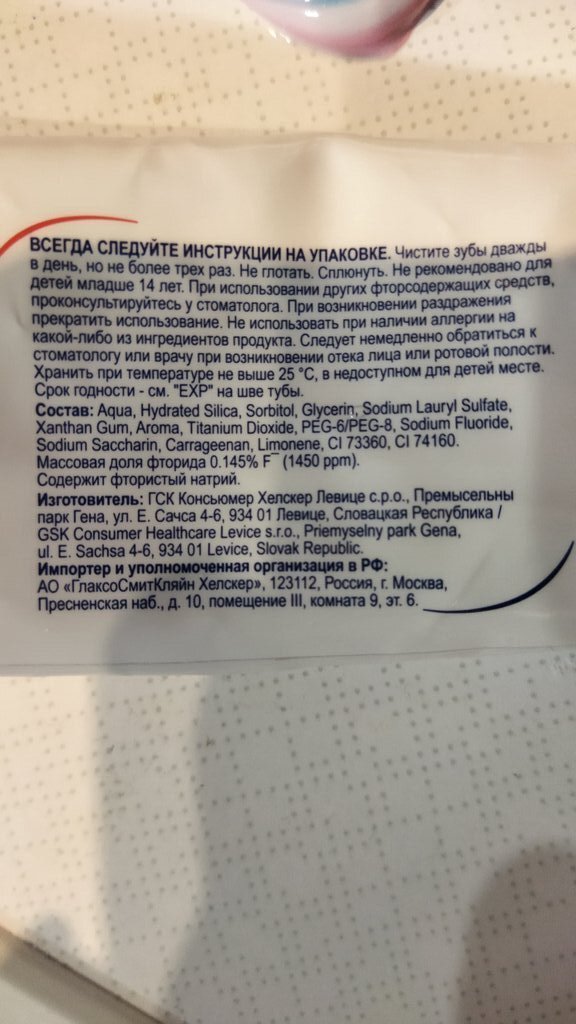 ВСЕГДА СЛЕДУЙТЕ ИНСТРУКЦИИ НА УПАКОВКЕ. Чистите зубы дважды
в день, но не более трех раз. Не глотать. Сплюнуть. Не рекомендовано для
детей младше 14 лет. При использовании других фторсодержащих средств,
проконсультируйтесь у стоматолога. При возникновении раздражения
прекратить использование. Не использовать при наличии аллергии на
какой-либо из ингредиентов продукта. Следует немедленно обратиться к
стоматологу или врачу при возникновении отека лица или ротовой полости.
Хранить при температуре не выше 25 °C, в недоступном для детей месте.
Срок годности - см. "EXP" на шве тубы.
Состав: Aqua, Hydrated Silica, Sorbitol, Glycerin, Sodium Lauryl Sulfate,
Xanthan Gum, Aroma, Titanium Dioxide, PEG-6/PEG-8, Sodium Fluoride,
Sodium Saccharin, Carrageenan, Limonene, CI 73360, CI 74160.
Массовая доля фторида 0.145% F⁻ (1450 ppm).
Содержит фтористый натрий.
Изготовитель: ГСК Консьюмер Хелскер Левице с.р.о., Премысельны
парк Гена, ул. Е. Сачса 4-6, 934 01 Левице, Словацкая Республика /
GSK Consumer Healthcare Levice s.r.o., Priemyselny park Gena,
ul. E. Sachsa 4-6, 934 01 Levice, Slovak Republic.
Импортер и уполномоченная организация в РФ:
АО «ГлаксоСмитКляйн Хелскер», 123112, Россия, г. Москва,
Пресненская наб., д. 10, помещение III, комната 9, эт. 6.